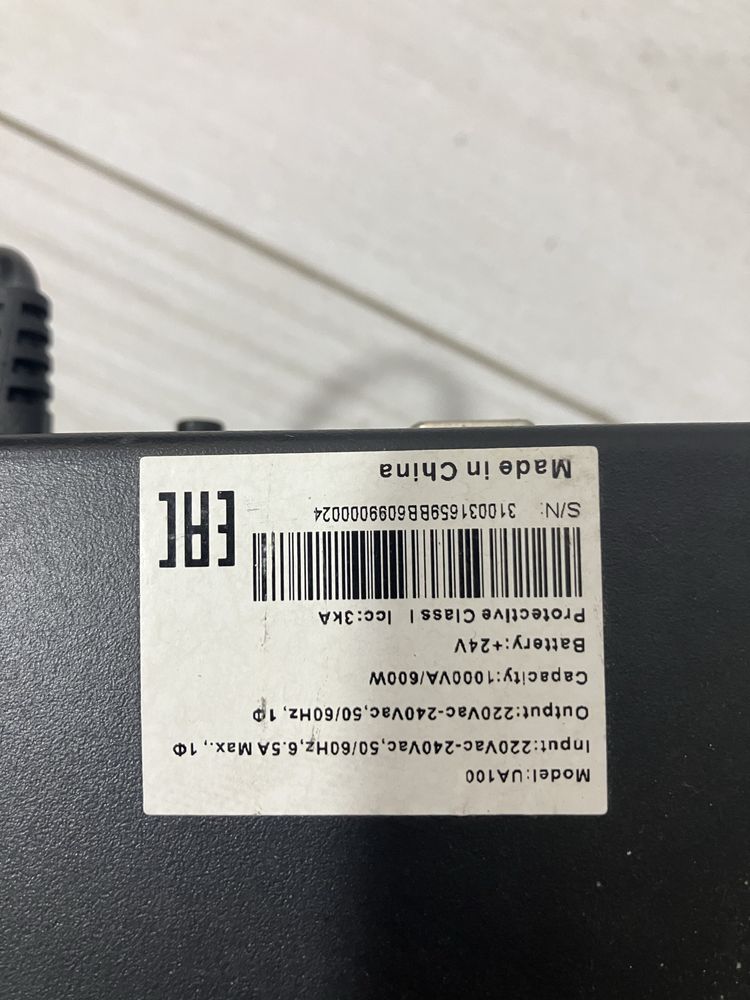 Model:UA100
Input:220Vac-240Vac,50/60Hz,6.5A Max., 1Φ
Output:220Vac-240Vac,50/60Hz, 1Φ
Capacity:1000VA/600W
Battery:+24V
Protective Class I Icc:3kA
S/N: 310031659BB6099000024
EAC
Made in China